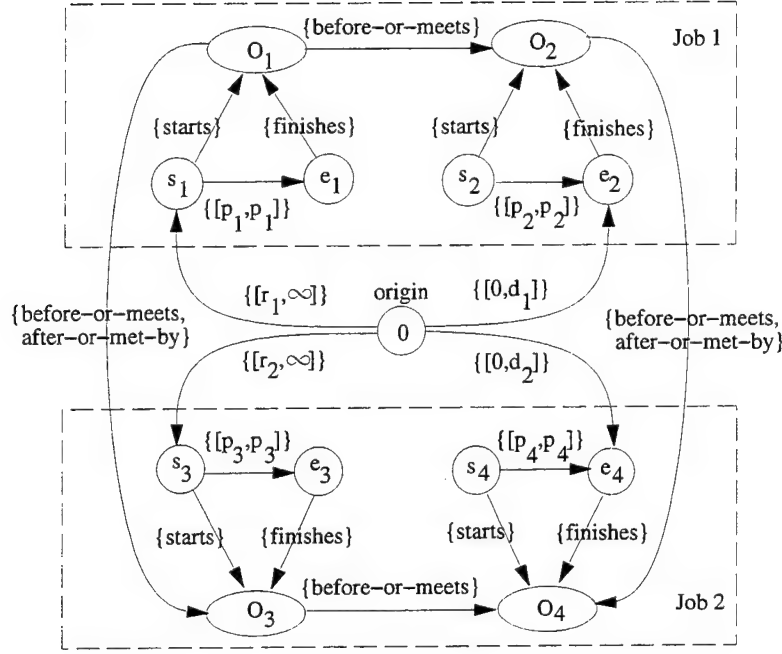 {before–or–meets}
O1
O2
Job 1
{starts}
{finishes}
{starts}
{finishes}
s1
e1
s2
e2
{[p1,p1]}
{[p2,p2]}
{[r1,∞]}
origin
{[0,d1]}
{before–or–meets,
after–or–met–by}
0
{before–or–meets,
after–or–met–by}
{[r2,∞]}
{[0,d2]}
{[p3,p3]}
{[p4,p4]}
s3
e3
s4
e4
{starts}
{finishes}
{starts}
{finishes}
{before–or–meets}
O3
O4
Job 2